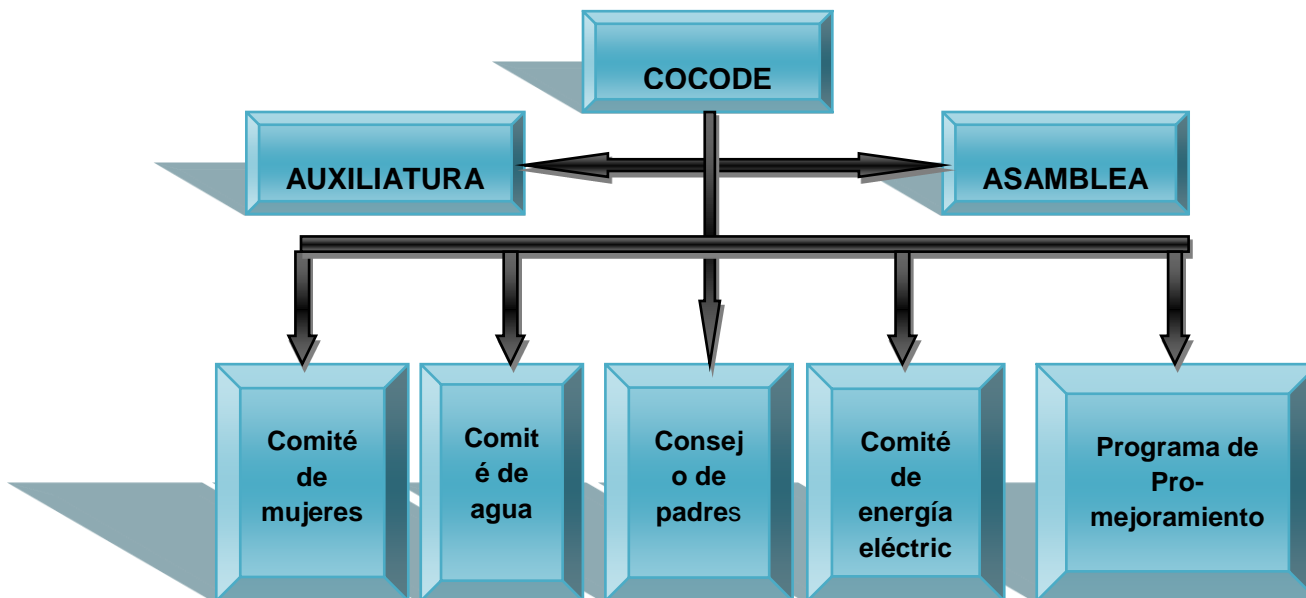 COCODE
AUXILIATURA
ASAMBLEA
Comité
de
mujeres
Comit
é de
agua
Consej
o de
padres
Comité
de
energía
eléctric
Programa de
Pro-
mejoramiento